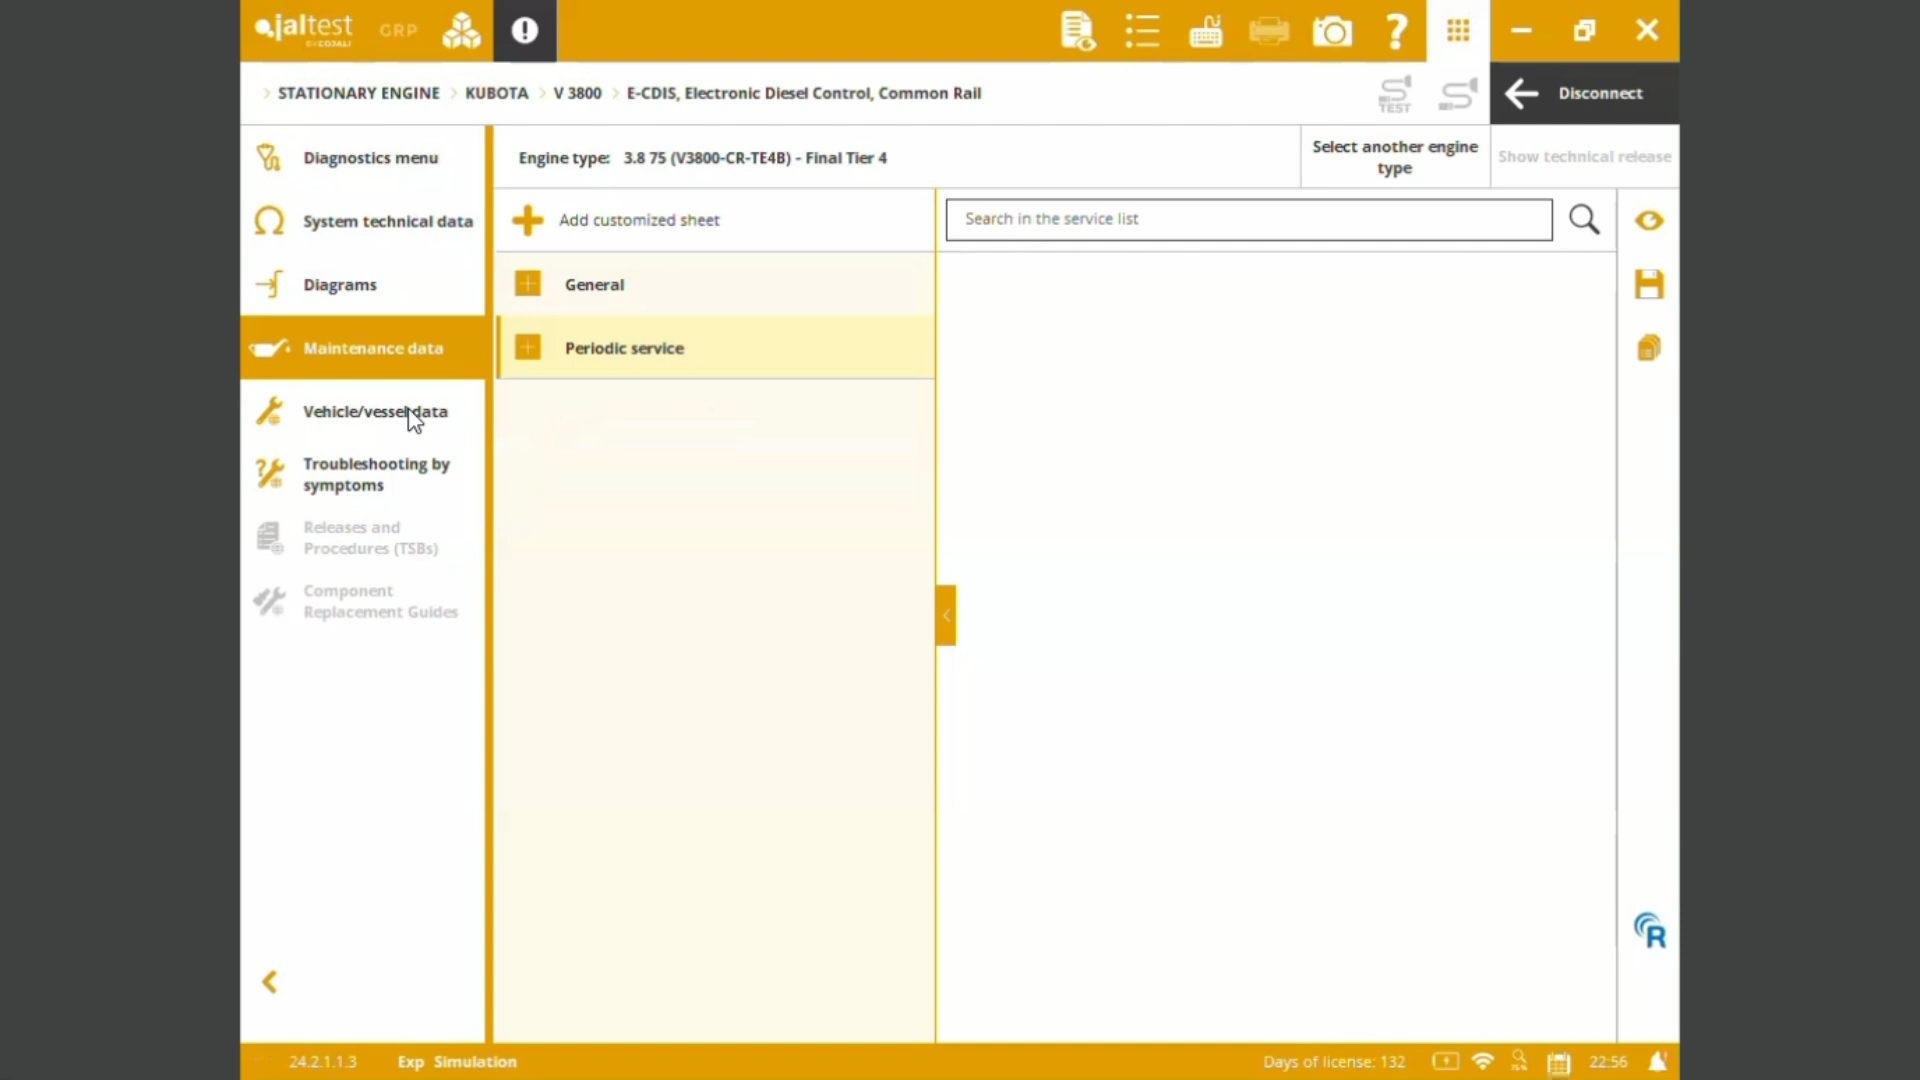 jaltest
BY COJALI
GRP
STATIONARY ENGINE > KUBOTA > V 3800 > E-CDIS, Electronic Diesel Control, Common Rail
TEST
Disconnect
Diagnostics menu
Engine type: 3.8 75 (V3800-CR-TE4B) - Final Tier 4
Select another engine
type
Show technical release
System technical data
Add customized sheet
Search in the service list
Diagrams
General
Maintenance data
Periodic service
Vehicle/vessel data
Troubleshooting by
symptoms
Releases and
Procedures (TSBs)
Component
Replacement Guides
R
24.2.1.1.3
Exp Simulation
Days of license: 132
22:56